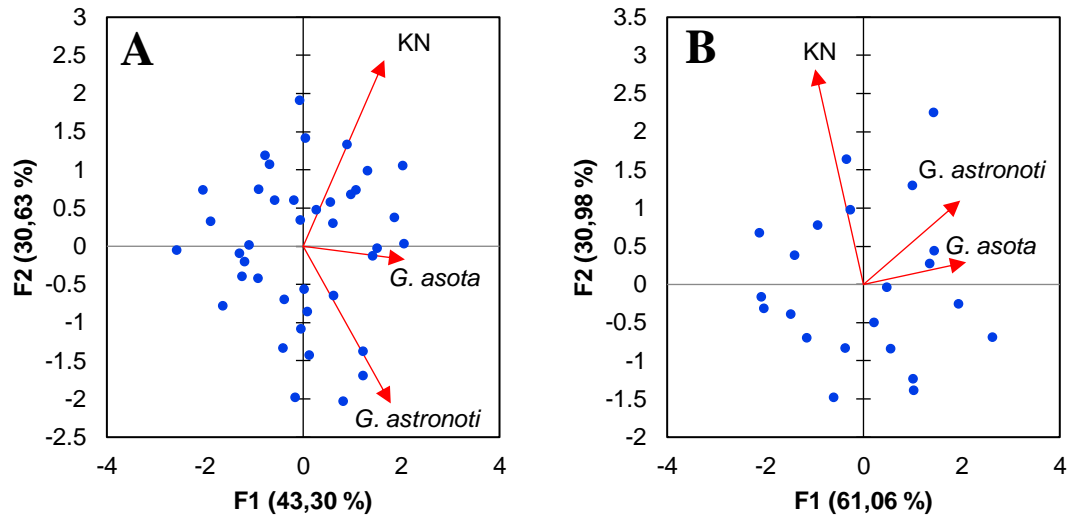 A
3
2.5
2
1.5
1
0.5
0
-0.5
-1
-1.5
-2
-2.5
F2 (30,63 %)
KN
G. asota
G. astronoti
-4 -2 0 2 4
F1 (43,30 %)
B
3.5
3
2.5
2
1.5
1
0.5
0
-0.5
-1
-1.5
-2
F2 (30,98 %)
KN
G. astronoti
G. asota
-4 -2 0 2 4
F1 (61,06 %)